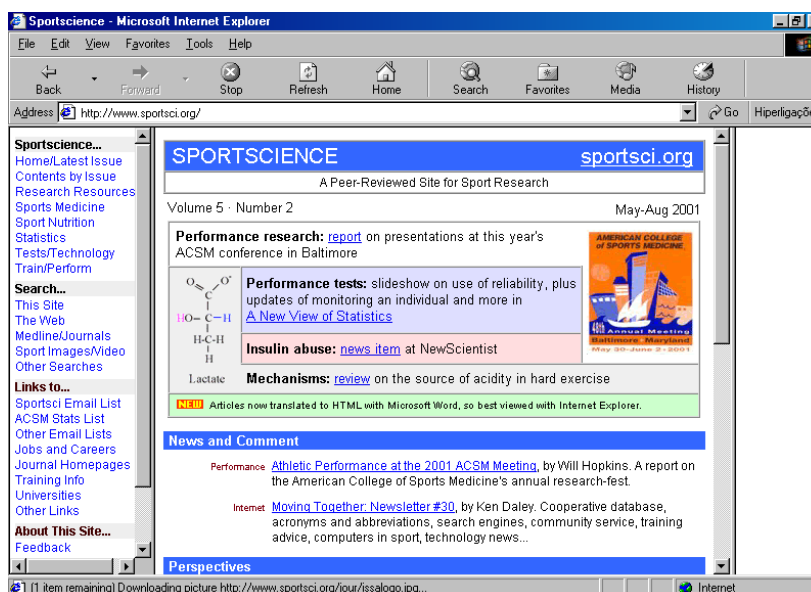 Sportscience - Microsoft Internet Explorer
File Edit View Favorites Tools Help
Back Forward Stop Refresh Home Search Favorites Media History
Address http://www.sportsci.org/ Go Hiperligaçõe
Sportscience...
Home/Latest Issue
Contents by Issue
Research Resources
Sports Medicine
Sport Nutrition
Statistics
Tests/Technology
Train/Perform
Search...
This Site
The Web
Medline/Journals
Sport Images/Video
Other Searches
Links to...
Sportsci Email List
ACSM Stats List
Other Email Lists
Jobs and Careers
Journal Homepages
Training Info
Universities
Other Links
About This Site...
Feedback
SPORTSCIENCE sportsci.org
A Peer-Reviewed Site for Sport Research
Volume 5 · Number 2 May-Aug 2001
Performance research: report on presentations at this year's
ACSM conference in Baltimore
AMERICAN COLLEGE
of SPORTS MEDICINE
48th Annual Meeting
Baltimore • Maryland
May 30-June 2 • 2001
O O-
C
HO– C–H
H-C-H
H
Lactate
Performance tests: slideshow on use of reliability, plus
updates of monitoring an individual and more in
A New View of Statistics
Insulin abuse: news item at NewScientist
Mechanisms: review on the source of acidity in hard exercise
NEW Articles now translated to HTML with Microsoft Word, so best viewed with Internet Explorer.
News and Comment
Performance Athletic Performance at the 2001 ACSM Meeting, by Will Hopkins. A report on
the American College of Sports Medicine's annual research-fest.
Internet Moving Together: Newsletter #30, by Ken Daley. Cooperative database,
acronyms and abbreviations, search engines, community service, training
advice, computers in sport, technology news...
Perspectives
(1 item remaining) Downloading picture http://www.sportsci.org/jour/issalogo.jpg... Internet